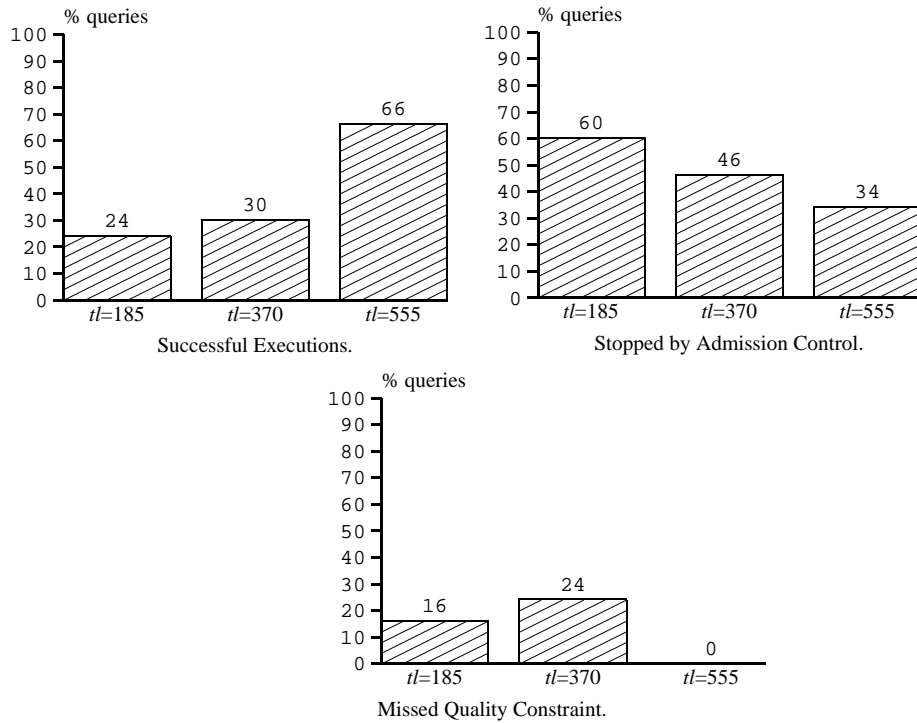 % queries
100
90
80
70
60
50
40
30
20
10
0
24
30
66
tl=185
tl=370
tl=555
Successful Executions.
% queries
100
90
80
70
60
50
40
30
20
10
0
60
46
34
tl=185
tl=370
tl=555
Stopped by Admission Control.
% queries
100
90
80
70
60
50
40
30
20
10
0
16
24
0
tl=185
tl=370
tl=555
Missed Quality Constraint.